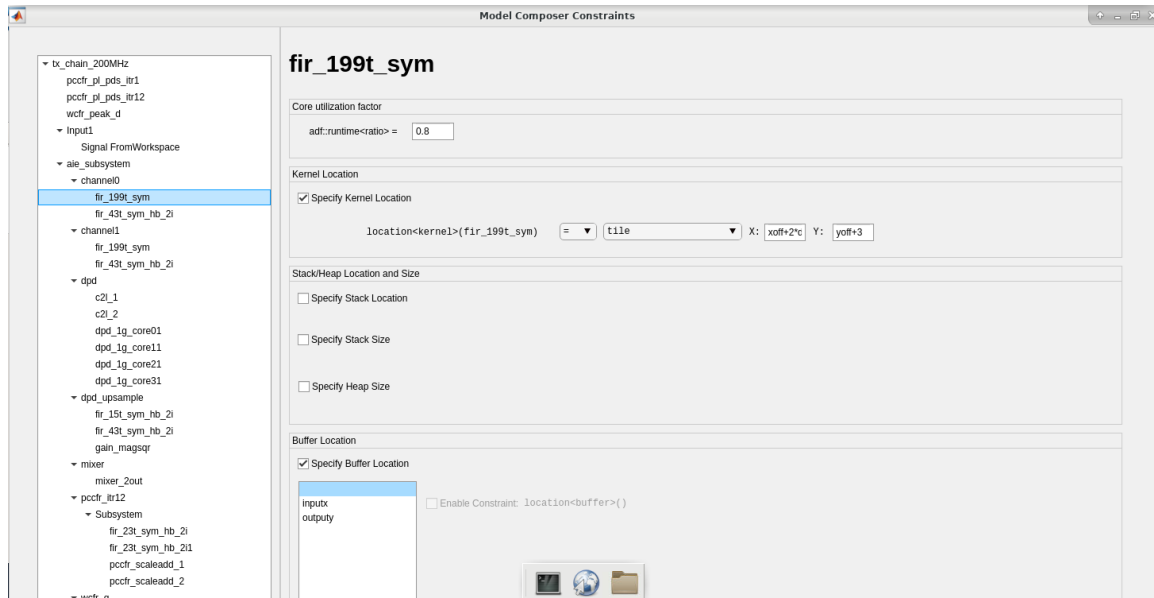 Model Composer Constraints
tx_chain_200MHz
pccfr_pl_pds_itr1
pccfr_pl_pds_itr12
wcfr_peak_d
Input1
Signal FromWorkspace
aie_subsystem
channel0
fir_199t_sym
fir_43t_sym_hb_2i
channel1
fir_199t_sym
fir_43t_sym_hb_2i
dpd
c2l_1
c2l_2
dpd_1g_core01
dpd_1g_core11
dpd_1g_core21
dpd_1g_core31
dpd_upsample
fir_15t_sym_hb_2i
fir_43t_sym_hb_2i
gain_magsqr
mixer
mixer_2out
pccfr_itr12
Subsystem
fir_23t_sym_hb_2i
fir_23t_sym_hb_2i1
pccfr_scaleadd_1
pccfr_scaleadd_2
fir_199t_sym
Core utilization factor
adf::runtime<ratio> = 0.8
Kernel Location
Specify Kernel Location
location<kernel>(fir_199t_sym) = tile X: xoff+2*c Y: yoff+3
Stack/Heap Location and Size
Specify Stack Location
Specify Stack Size
Specify Heap Size
Buffer Location
Specify Buffer Location
inputx
outputy
Enable Constraint: location<buffer>()